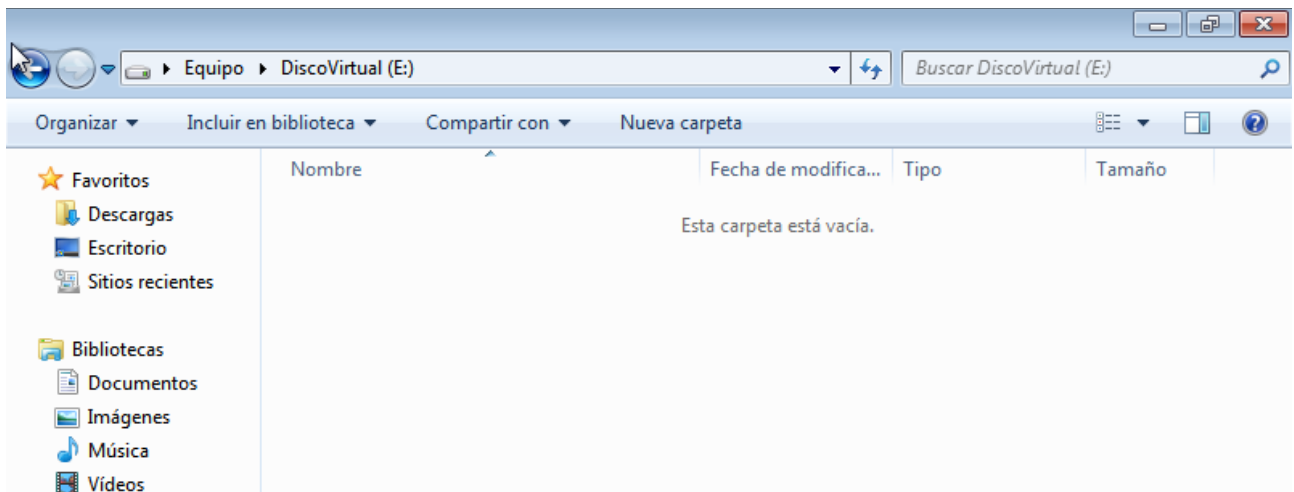 Equipo DiscoVirtual (E:) Buscar DiscoVirtual (E:)
Organizar Incluir en biblioteca Compartir con Nueva carpeta
Nombre Fecha de modifica... Tipo Tamaño
Esta carpeta está vacía.
Favoritos
Descargas
Escritorio
Sitios recientes
Bibliotecas
Documentos
Imágenes
Música
Vídeos